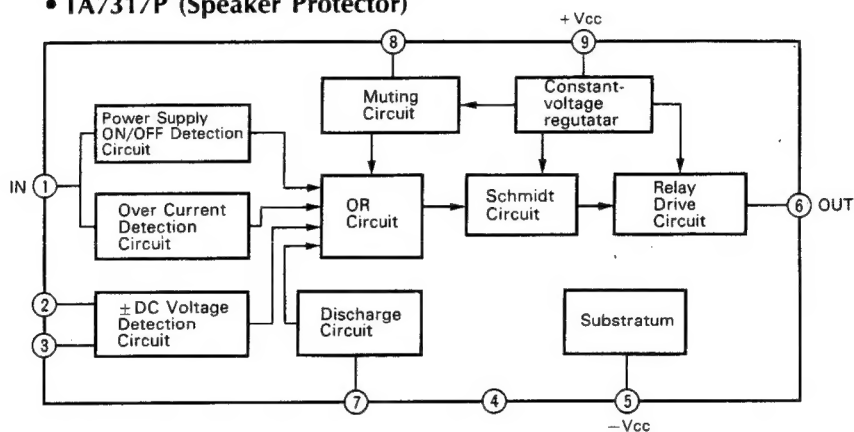 • TA7317P (Speaker Protector)
8
+Vcc
9
Muting
Circuit
Constant-
voltage
regutatar
Power Supply
ON/OFF Detection
Circuit
IN
1
Over Current
Detection
Circuit
OR
Circuit
Schmidt
Circuit
Relay
Drive
Circuit
6
OUT
2
3
±DC Voltage
Detection
Circuit
Discharge
Circuit
Substratum
7
4
5
−Vcc